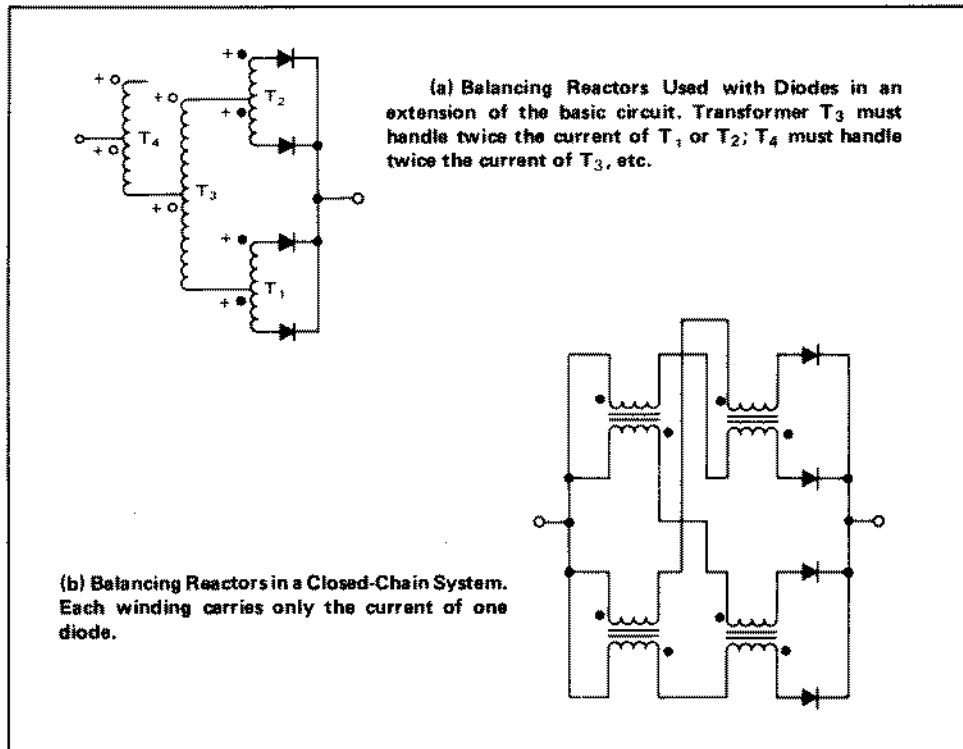 +
+
T₂
+
+
+
T₄
+
T₃
+
+
T₁
+
(a) Balancing Reactors Used with Diodes in an
extension of the basic circuit. Transformer T₃ must
handle twice the current of T₁ or T₂; T₄ must handle
twice the current of T₃, etc.
(b) Balancing Reactors in a Closed-Chain System.
Each winding carries only the current of one
diode.